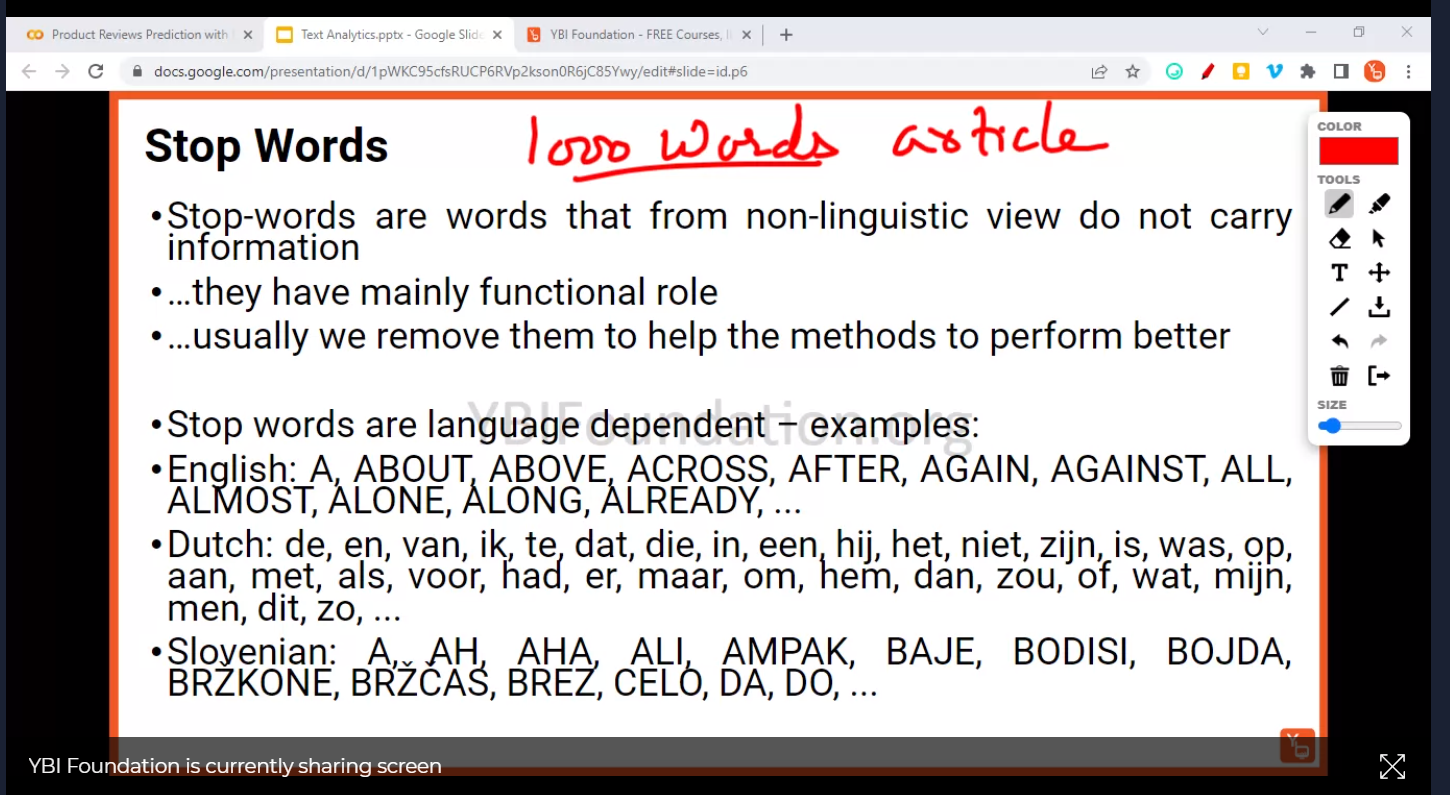 Product Reviews Prediction with
Text Analytics.pptx - Google Slide
YBI Foundation - FREE Courses,
docs.google.com/presentation/d/1pWKC95cfsRUCP6RVp2kson0R6jC85Ywy/edit#slide=id.p6
Stop Words
1000 words article
•Stop-words are words that from non-linguistic view do not carry
information
•...they have mainly functional role
•...usually we remove them to help the methods to perform better
YBIFoundation.org
•Stop words are language dependent – examples:
•English: A, ABOUT, ABOVE, ACROSS, AFTER, AGAIN, AGAINST, ALL,
ALMOST, ALONE, ALONG, ALREADY, ...
•Dutch: de, en, van, ik, te, dat, die, in, een, hij, het, niet, zijn, is, was, op,
aan, met, als, voor, had, er, maar, om, hem, dan, zou, of, wat, mijn,
men, dit, zo, ...
•Slovenian: A, AH, AHA, ALI, AMPAK, BAJE, BODISI, BOJDA,
BRŽKONE, BRŽČAS, BREZ, CELO, DA, DO, ...
COLOR
TOOLS
T
SIZE
YBI Foundation is currently sharing screen